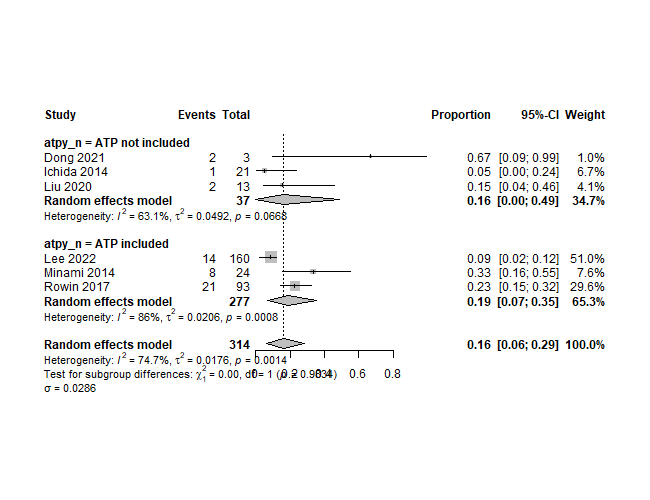 Study Events Total Proportion 95%-CI Weight
atpy_n = ATP not included
Dong 2021 2 3 0.67 [0.09; 0.99] 1.0%
Ichida 2014 1 21 0.05 [0.00; 0.24] 6.7%
Liu 2020 2 13 0.15 [0.04; 0.46] 4.1%
Random effects model 37 0.16 [0.00; 0.49] 34.7%
Heterogeneity: I² = 63.1%, τ² = 0.0492, p = 0.0668
atpy_n = ATP included
Lee 2022 14 160 0.09 [0.02; 0.12] 51.0%
Minami 2014 8 24 0.33 [0.16; 0.55] 7.6%
Rowin 2017 21 93 0.23 [0.15; 0.32] 29.6%
Random effects model 277 0.19 [0.07; 0.35] 65.3%
Heterogeneity: I² = 86%, τ² = 0.0206, p = 0.0008
Random effects model 314 0.16 [0.06; 0.29] 100.0%
Heterogeneity: I² = 74.7%, τ² = 0.0176, p = 0.0014
Test for subgroup differences: χ₁² = 0.00, df = 1 (p =
0.2 0.6 0.8
σ = 0.0286